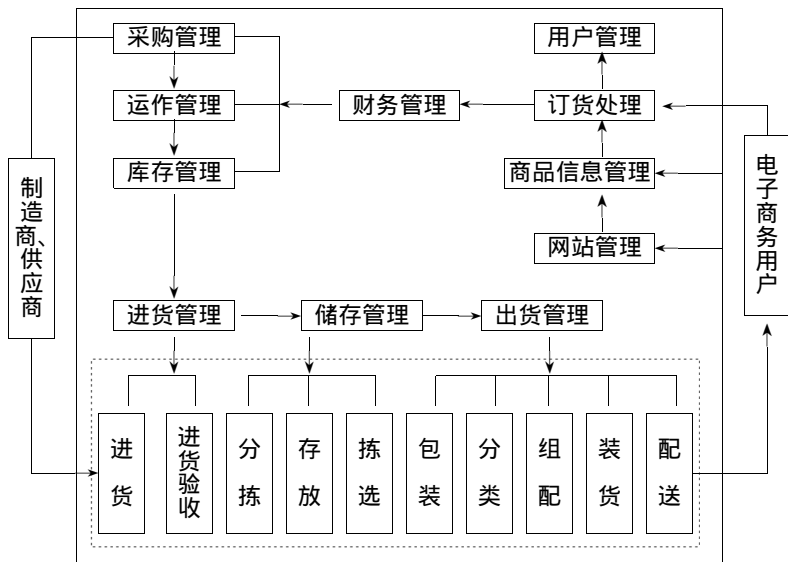 采购管理
用户管理
运作管理
财务管理
订货处理
库存管理
商品信息管理
网站管理
制造商、供应商
电子商务用户
进货管理
储存管理
出货管理
进货
进货验收
分拣
存放
拣选
包装
分类
组配
装货
配送